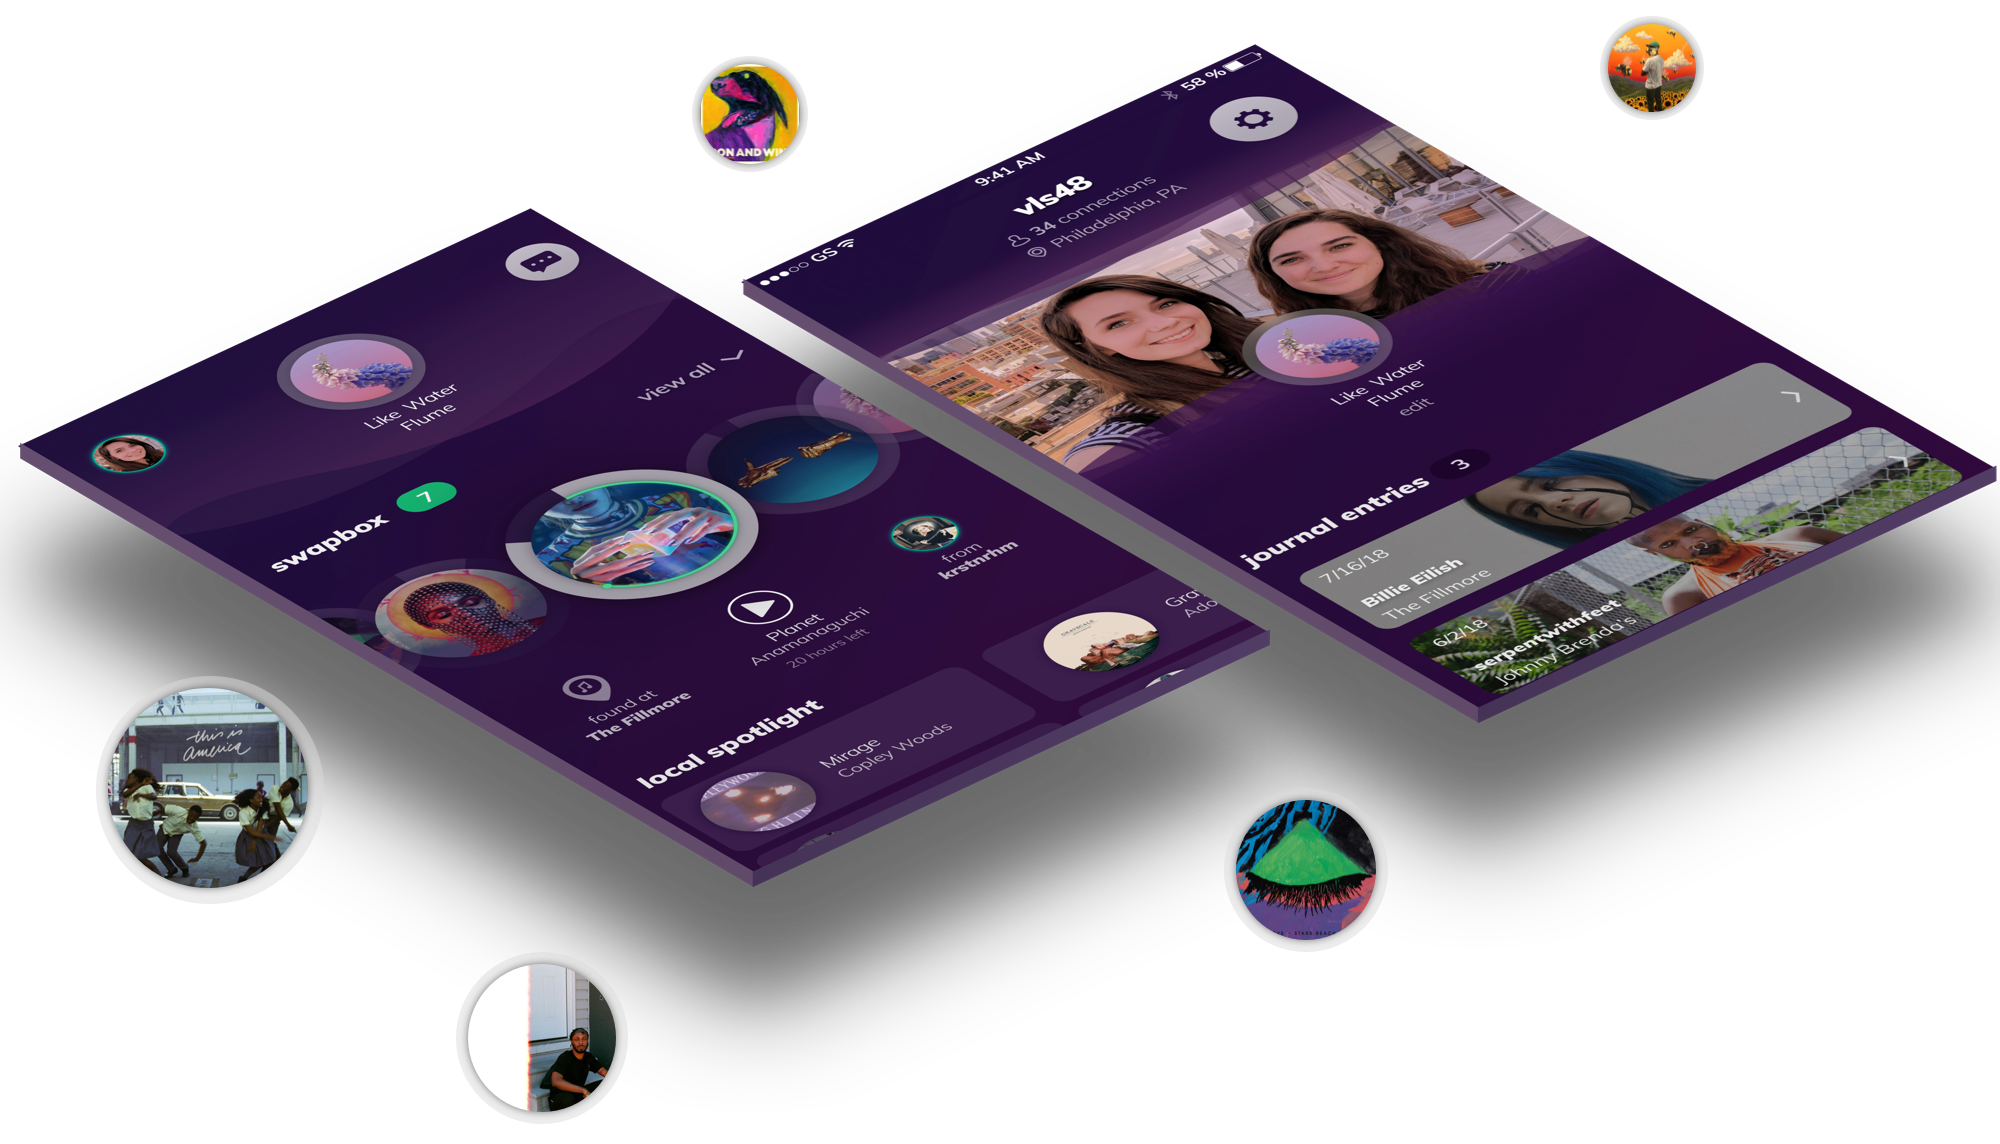 ON AND WIN
Like Water
Flume
view all
swapbox 7
from
krstnrhm
Planet
Anamanaguchi
20 hours left
found at
The Fillmore
local spotlight
Mirage
Copley Woods
GS
9:41 AM
58 %
vls48
34 connections
Philadelphia, PA
Like Water
Flume
edit
journal entries 3
7/16/18
Billie Eilish
The Fillmore
6/2/18
serpentwithfeet
Johnny Brenda's
this is
america